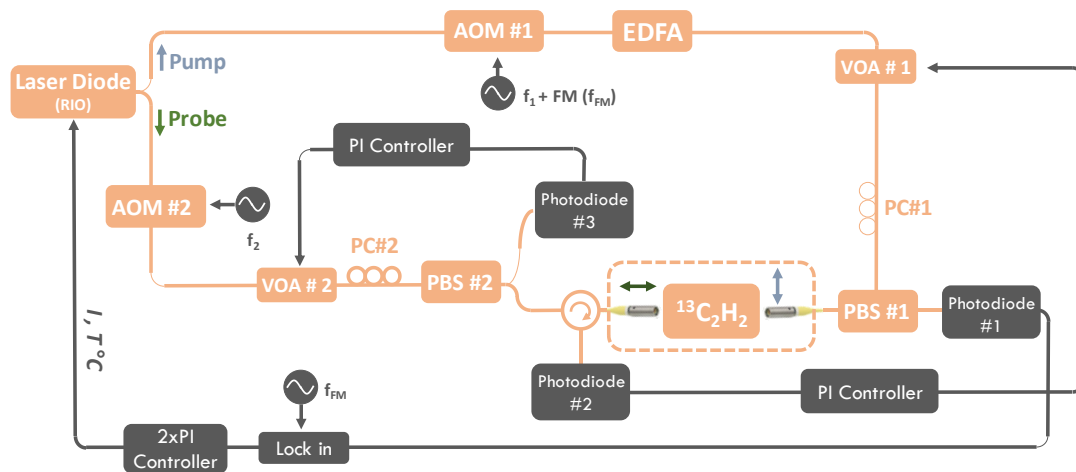 AOM #1
EDFA
Pump
VOA # 1
Laser Diode
(RIO)
f1 + FM (fFM)
Probe
PI Controller
AOM #2
Photodiode
#3
PC#1
f2
PC#2
VOA # 2
PBS #2
13C2H2
PBS #1
Photodiode
#1
I, T°C
Photodiode
#2
PI Controller
fFM
2xPI
Controller
Lock in